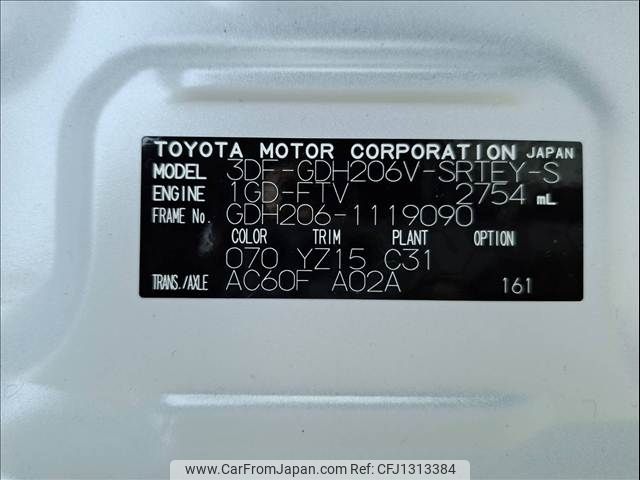 TOYOTA MOTOR CORPORATION JAPAN
MODEL 3DF-GDH206V-SRTEY-S
ENGINE 1GD-FTV 2754 mL
FRAME No. GDH206-1119090
COLOR TRIM PLANT OPTION
070 YZ15 C31
TRANS./AXLE AC60F A02A 161
www.CarFromJapan.com for CFJ1313384